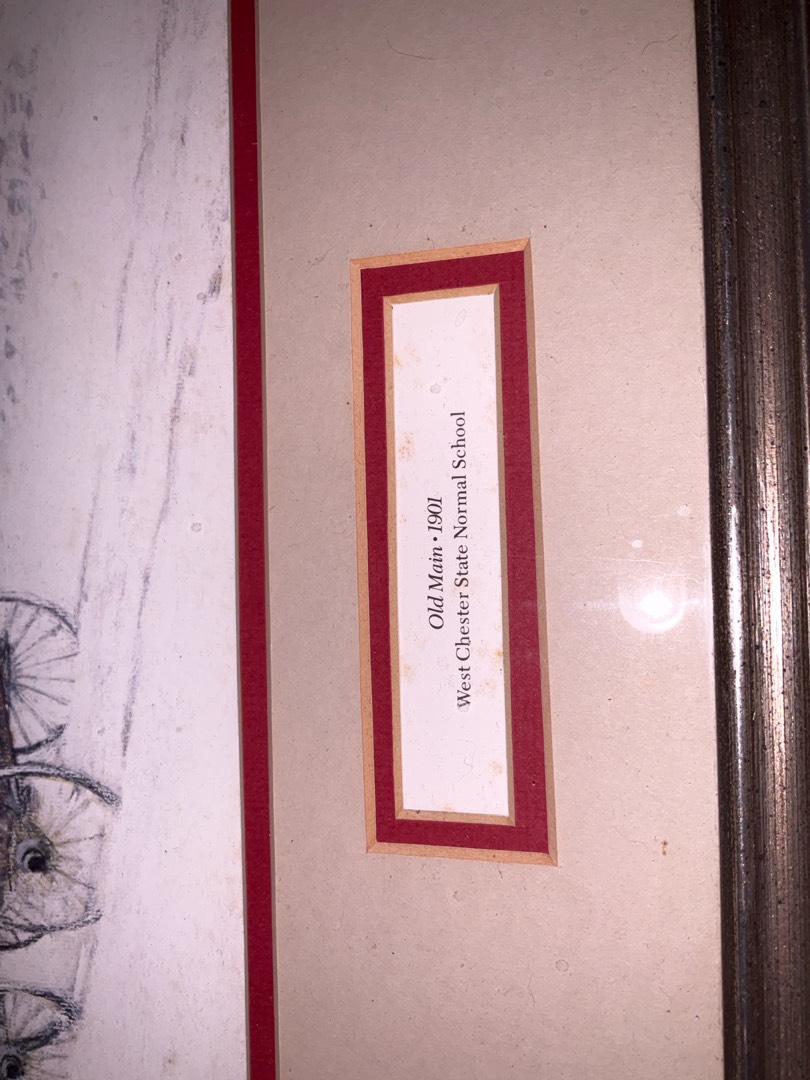 Old Main • 1901
West Chester State Normal School